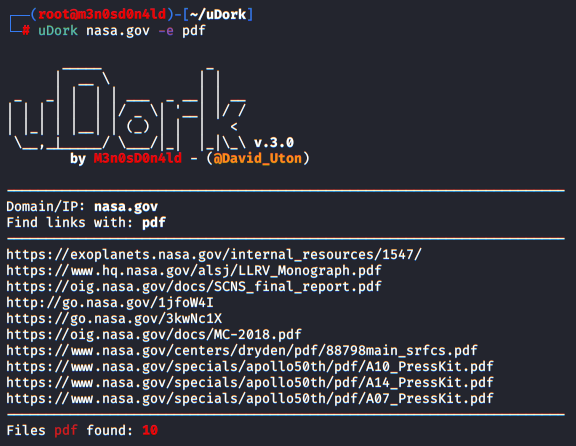 (root@m3n0sd0n4ld)-[~/uDork]
# uDork nasa.gov -e pdf
uDork v.3.0
by M3n0sD0n4ld - (@David_Uton)
Domain/IP: nasa.gov
Find links with: pdf
https://exoplanets.nasa.gov/internal_resources/1547/
https://www.hq.nasa.gov/alsj/LLRV_Monograph.pdf
https://oig.nasa.gov/docs/SCNS_final_report.pdf
http://go.nasa.gov/1jfoW4I
https://go.nasa.gov/3kwNc1X
https://oig.nasa.gov/docs/MC-2018.pdf
https://www.nasa.gov/centers/dryden/pdf/88798main_srfcs.pdf
https://www.nasa.gov/specials/apollo50th/pdf/A10_PressKit.pdf
https://www.nasa.gov/specials/apollo50th/pdf/A14_PressKit.pdf
https://www.nasa.gov/specials/apollo50th/pdf/A07_PressKit.pdf
Files pdf found: 10